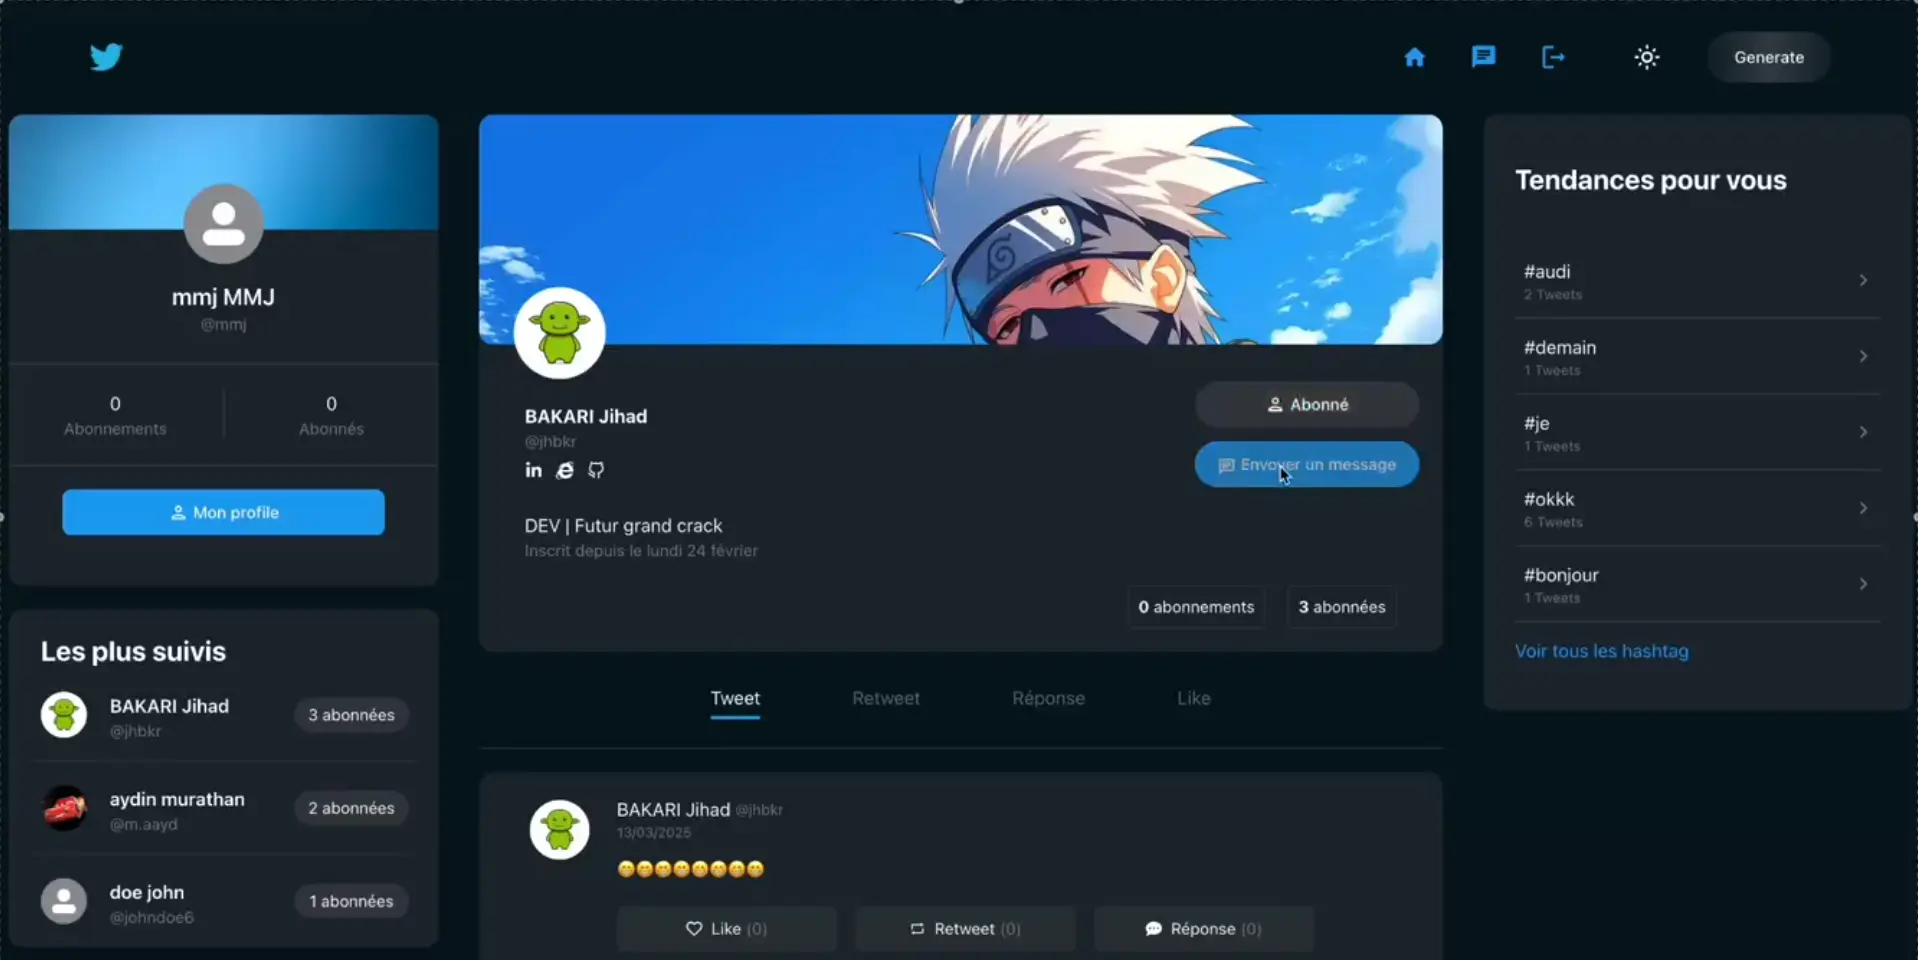 Generate
mmj MMJ
@mmj
0
Abonnements
0
Abonnés
Mon profile
Les plus suivis
BAKARI Jihad
@jhbkr
3 abonnées
aydin murathan
@m.aayd
2 abonnées
doe john
@johndoe6
1 abonnées
BAKARI Jihad
@jhbkr
in
DEV | Futur grand crack
Inscrit depuis le lundi 24 février
Abonné
Envoyer un message
0 abonnements
3 abonnées
Tweet
Retweet
Réponse
Like
BAKARI Jihad @jhbkr
13/03/2025
😁😁😁😁😁😁😁😁
Like (0)
Retweet (0)
Réponse (0)
Tendances pour vous
#audi
2 Tweets
#demain
1 Tweets
#je
1 Tweets
#okkk
6 Tweets
#bonjour
1 Tweets
Voir tous les hashtag